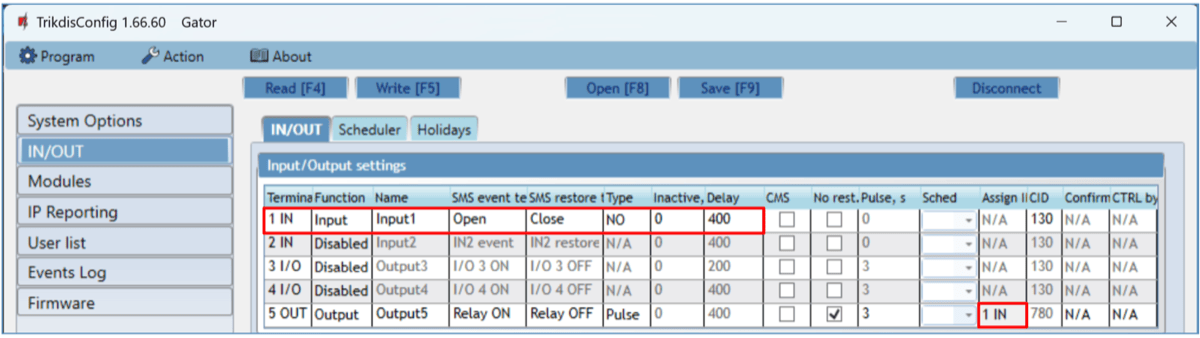 TrikdisConfig 1.66.60 Gator
Program Action About
Read [F4] Write [F5] Open [F8] Save [F9] Disconnect
System Options
IN/OUT
Modules
IP Reporting
User list
Events Log
Firmware
IN/OUT Scheduler Holidays
Input/Output settings
Termina Function Name SMS event te SMS restore t Type Inactive, Delay CMS No rest. Pulse, s Sched Assign II CID Confirm CTRL by
1 IN Input Input1 Open Close NO 0 400 0 N/A 130 N/A N/A
2 IN Disabled Input2 IN2 event IN2 restore N/A 0 400 0 N/A 130 N/A N/A
3 I/O Disabled Output3 I/O 3 ON I/O 3 OFF N/A 0 200 3 N/A 130 N/A N/A
4 I/O Disabled Output4 I/O 4 ON I/O 4 OFF N/A 0 400 3 N/A 130 N/A N/A
5 OUT Output Output5 Relay ON Relay OFF Pulse 0 400 3 1 IN 780 N/A N/A